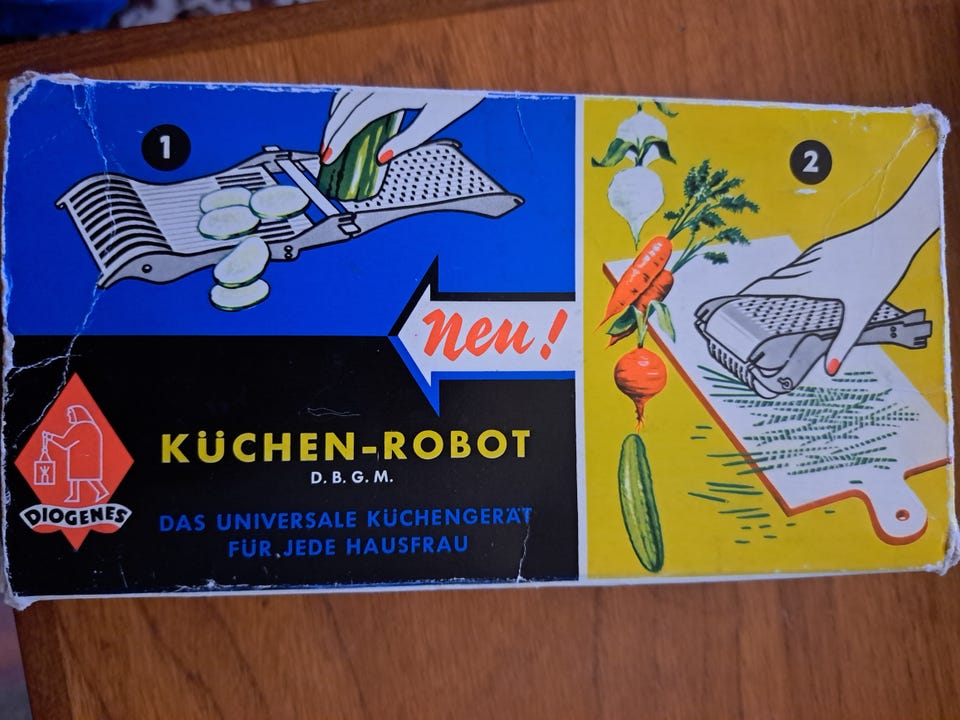 1
2
Neu!
KÜCHEN-ROBOT
D. B. G. M.
DAS UNIVERSALE KÜCHENGERÄT
FÜR JEDE HAUSFRAU
DIOGENES